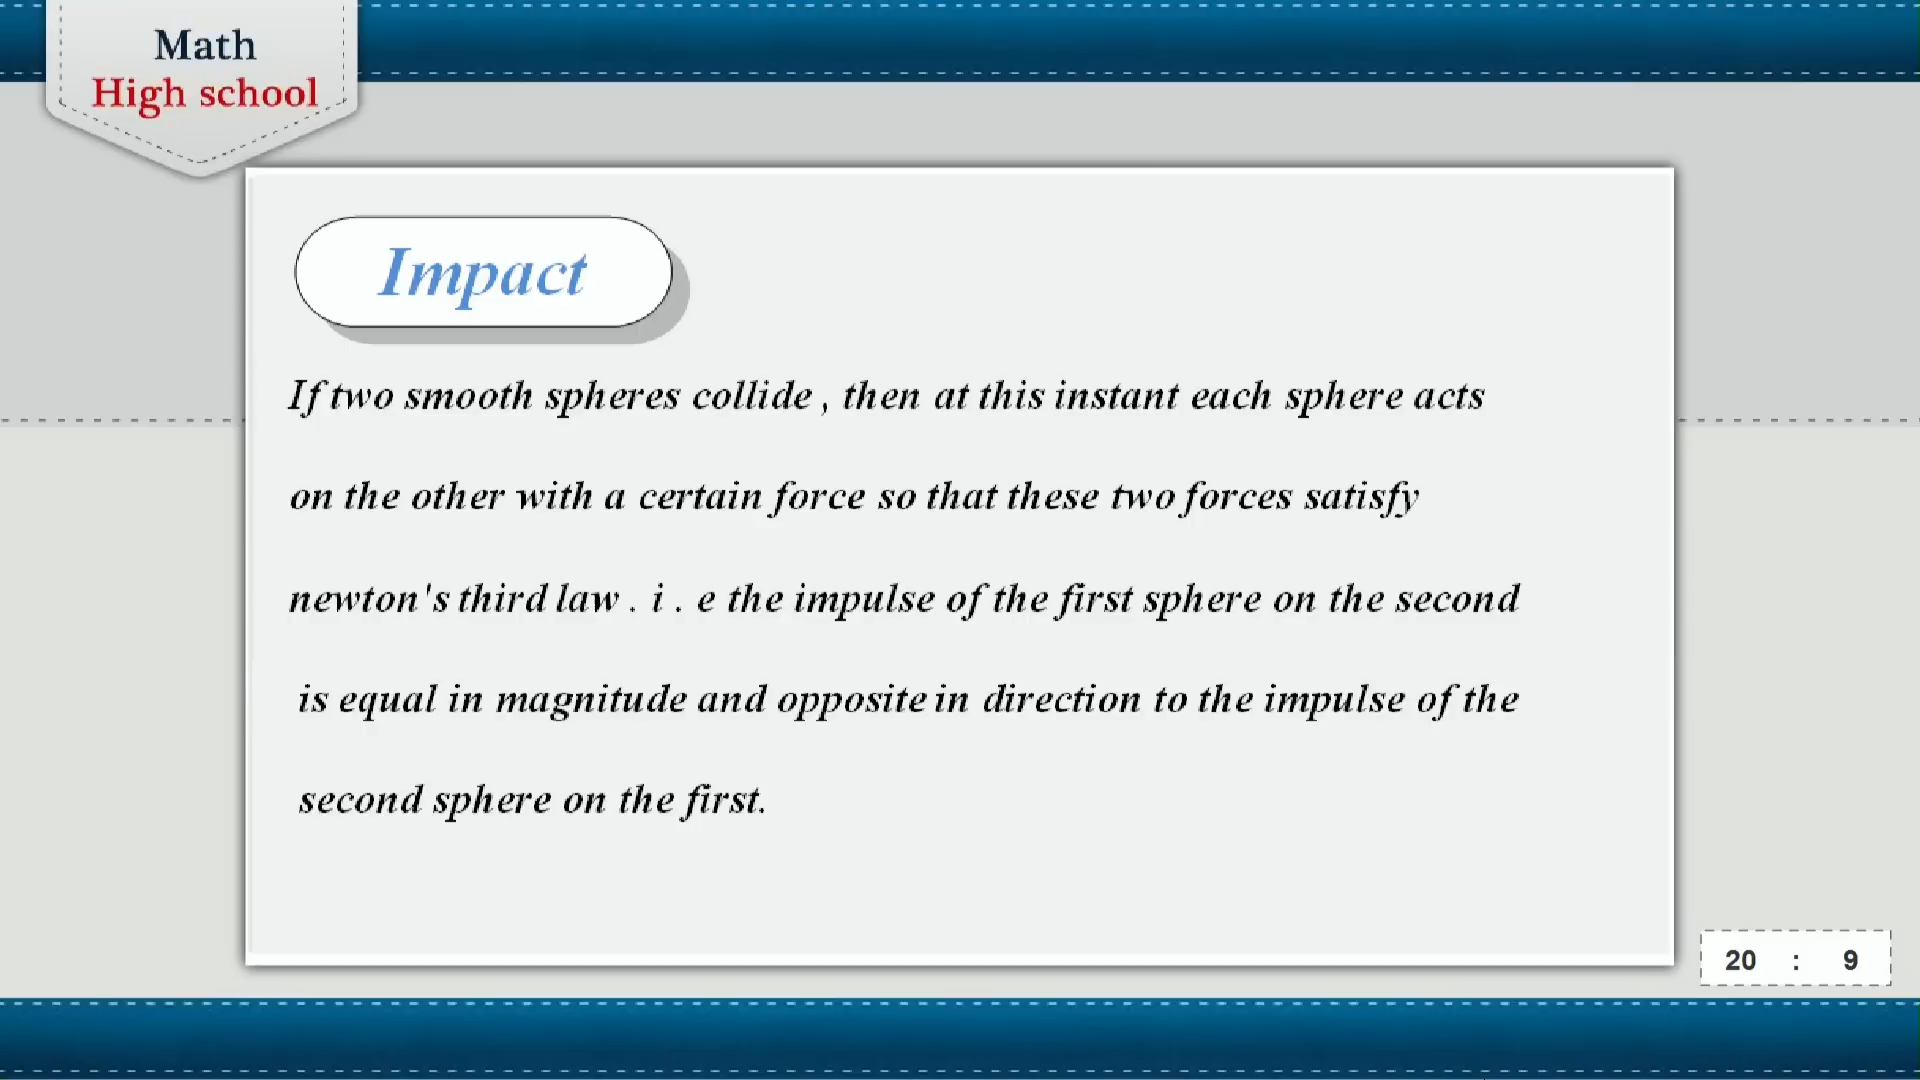 Math
High school
Impact
If two smooth spheres collide , then at this instant each sphere acts
on the other with a certain force so that these two forces satisfy
newton's third law . i . e the impulse of the first sphere on the second
is equal in magnitude and opposite in direction to the impulse of the
second sphere on the first.
20 : 9